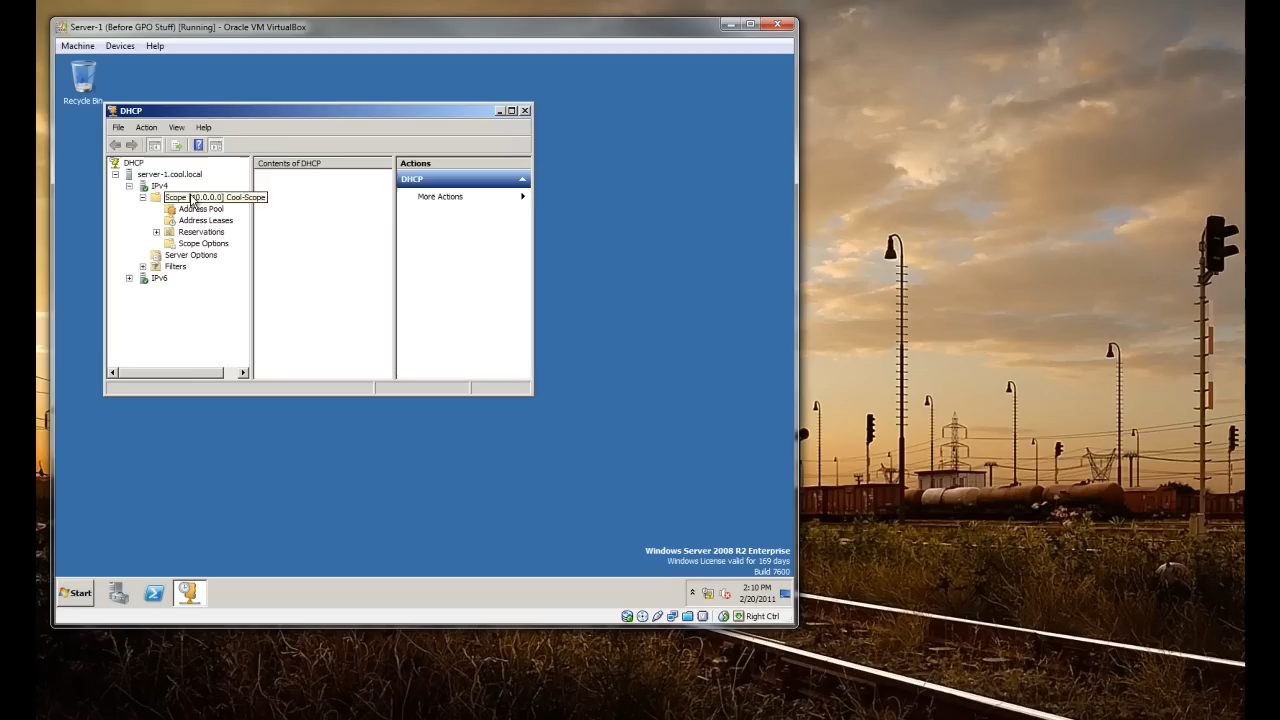 Server-1 (Before GPO Stuff) [Running] - Oracle VM VirtualBox
Machine Devices Help
Recycle Bin
DHCP
File Action View Help
DHCP
server-1.cool.local
IPv4
Scope [10.0.0.0] Cool-Scope
Address Pool
Address Leases
Reservations
Scope Options
Server Options
Filters
IPv6
Contents of DHCP
Actions
DHCP
More Actions
Windows Server 2008 R2 Enterprise
Windows License valid for 169 days
Build 7600
Start
2:10 PM
2/20/2011
Right Ctrl